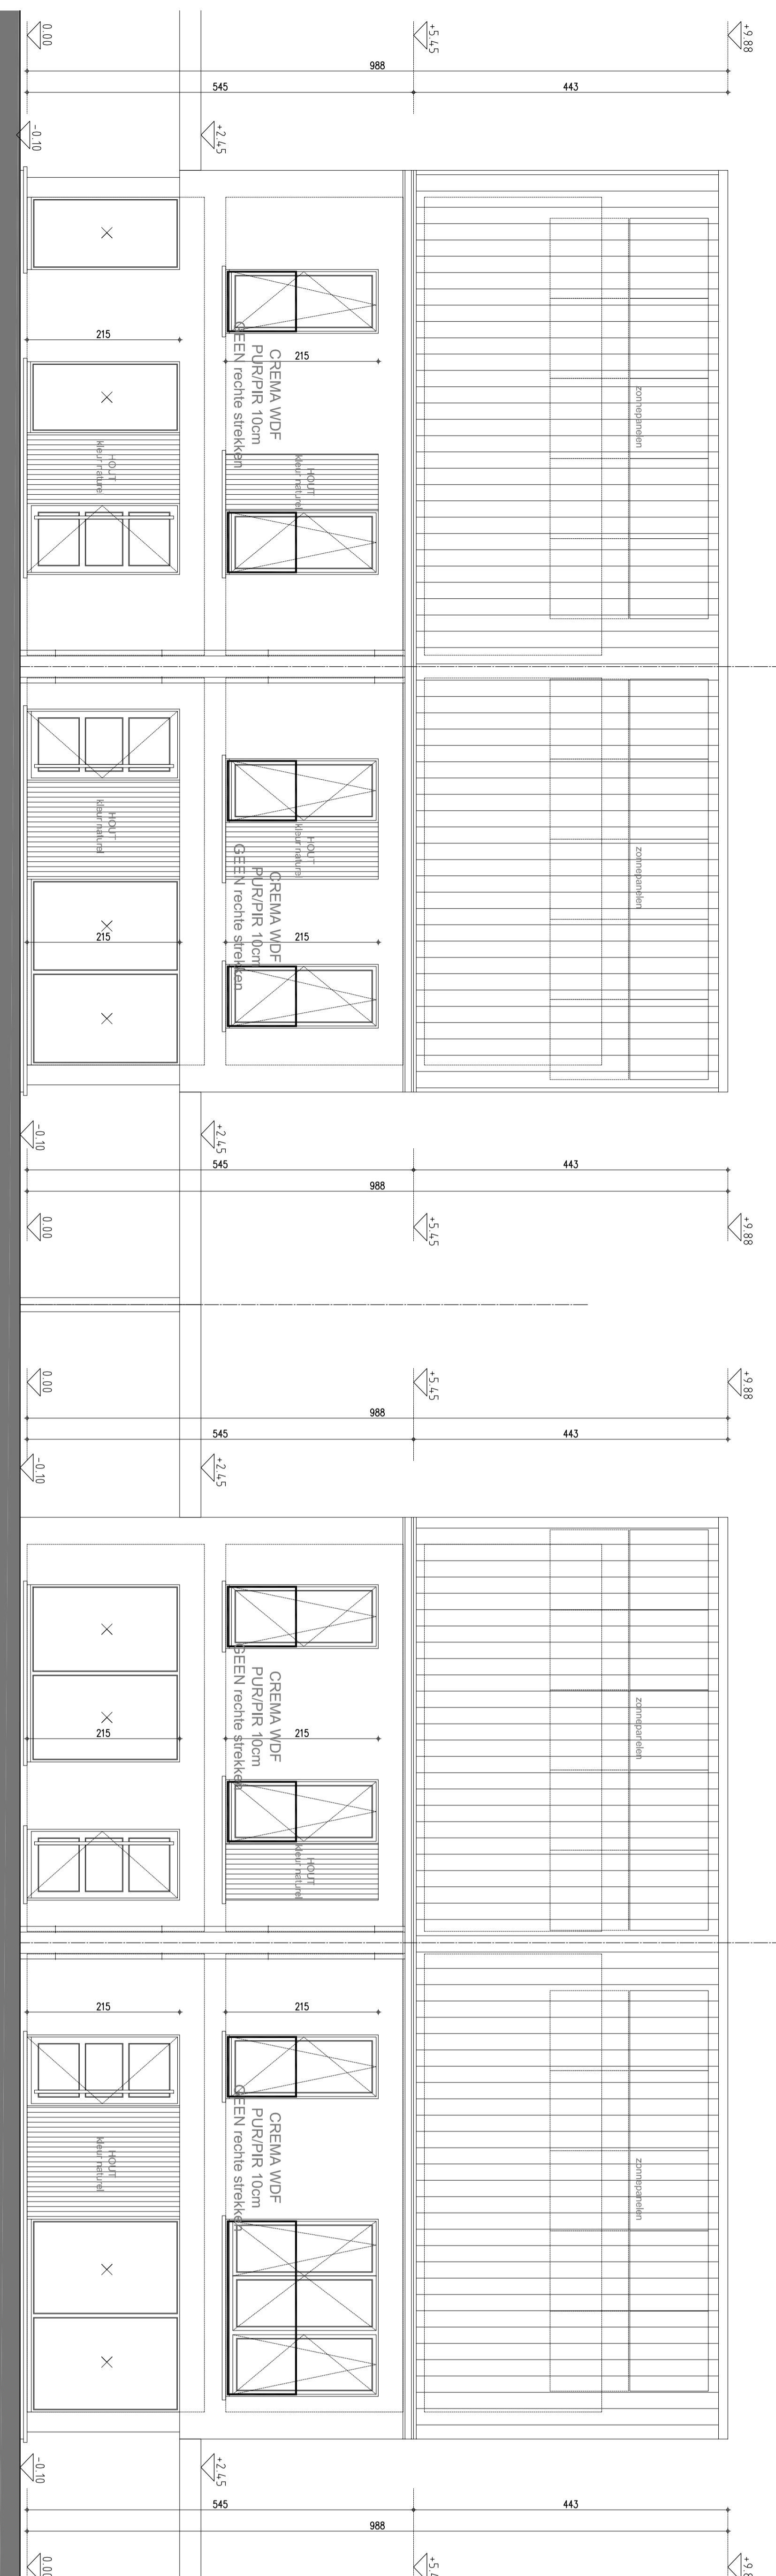 0.00
+5.45
+9.88
988
545
443
-0.10
+2.45
215
215
CREMA WDF
PUR/PIR 10cm
GEEN rechte strekken
HOUT
kleur naturel
HOUT
kleur naturel
zonnepanelen
HOUT
kleur naturel
HOUT
kleur naturel
CREMA WDF
PUR/PIR 10cm
GEEN rechte strekken
zonnepanelen
215
215
-0.10
+2.45
545
443
988
0.00
+5.45
+9.88
0.00
+5.45
+9.88
988
545
443
-0.10
+2.45
CREMA WDF
PUR/PIR 10cm
GEEN rechte strekken
zonnepanelen
215
215
HOUT
kleur naturel
215
215
CREMA WDF
PUR/PIR 10cm
GEEN rechte strekken
HOUT
kleur naturel
zonnepanelen
-0.10
+2.45
545
443
988